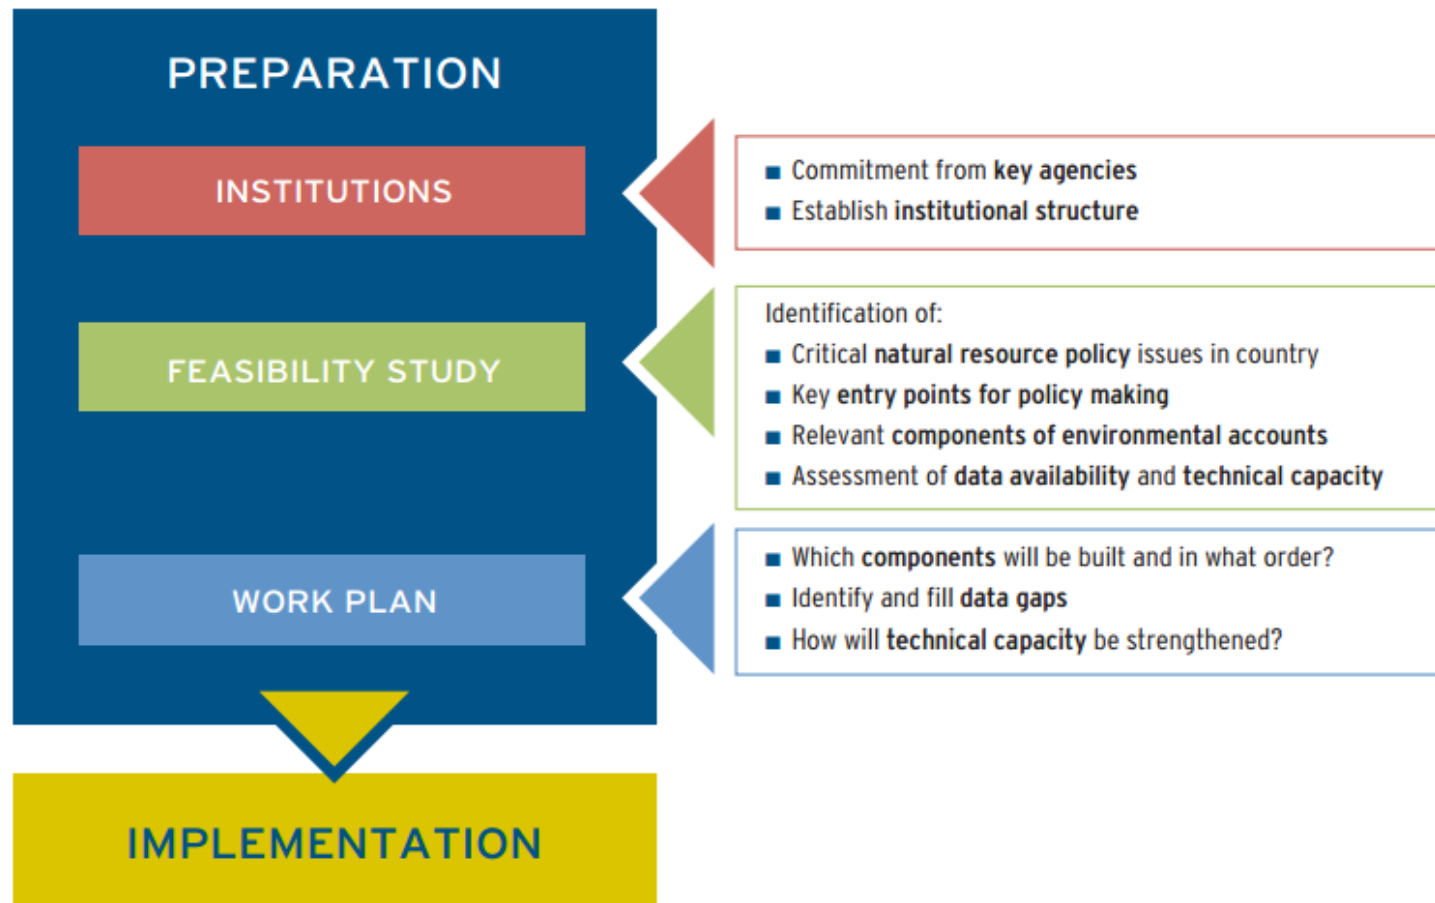 PREPARATION
INSTITUTIONS
■ Commitment from key agencies
■ Establish institutional structure
FEASIBILITY STUDY
Identification of:
■ Critical natural resource policy issues in country
■ Key entry points for policy making
■ Relevant components of environmental accounts
■ Assessment of data availability and technical capacity
WORK PLAN
■ Which components will be built and in what order?
■ Identify and fill data gaps
■ How will technical capacity be strengthened?
IMPLEMENTATION